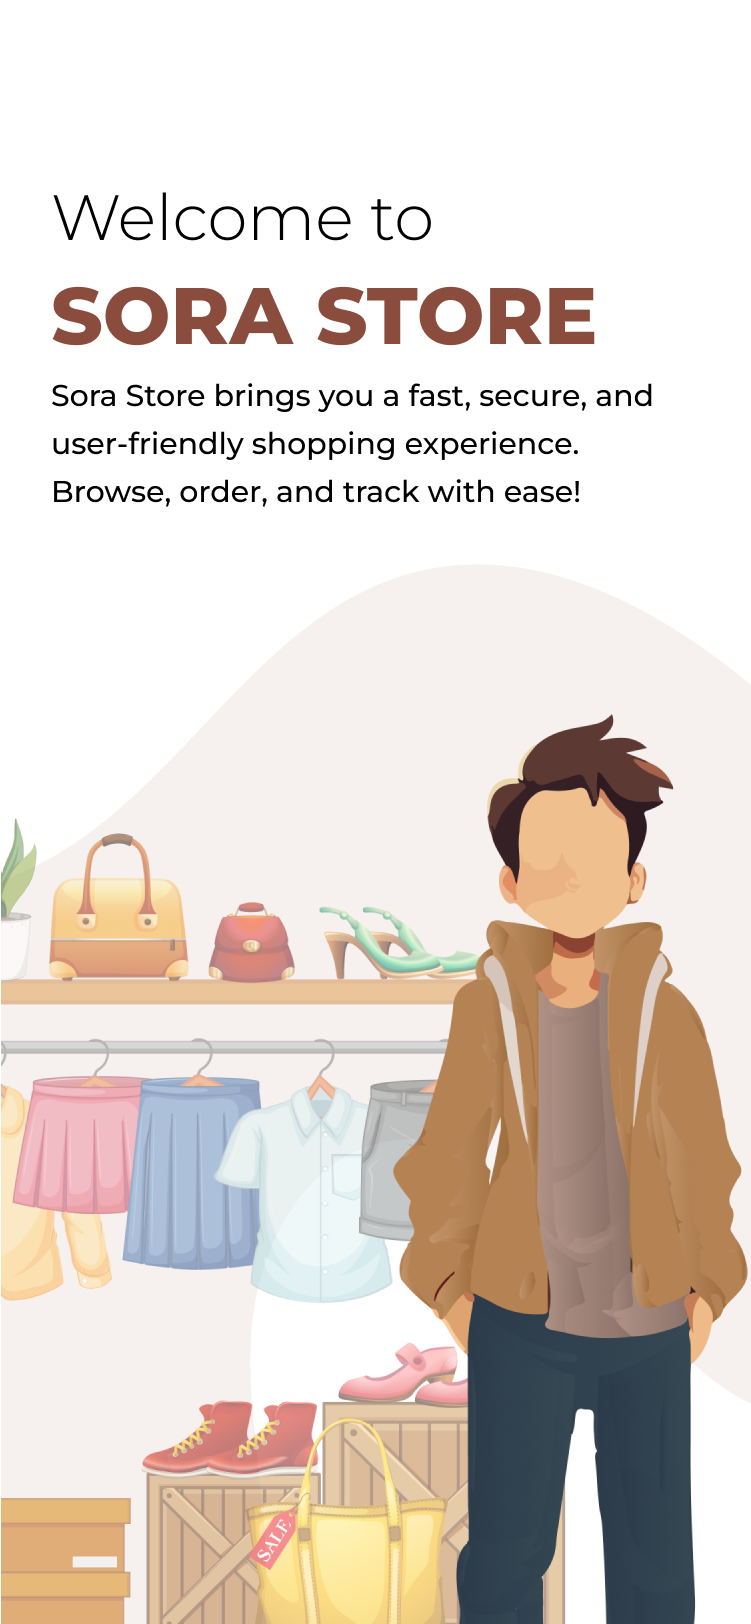 Welcome to
SORA STORE
Sora Store brings you a fast, secure, and
user-friendly shopping experience.
Browse, order, and track with ease!
SALE